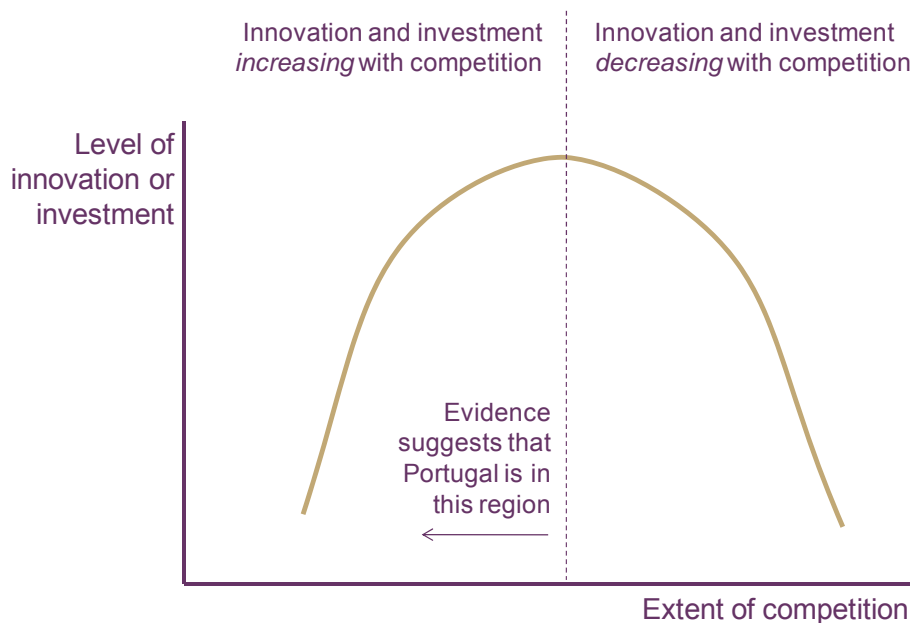 Innovation and investment
increasing with competition
Innovation and investment
decreasing with competition
Level of
innovation or
investment
Evidence
suggests that
Portugal is in
this region
Extent of competition